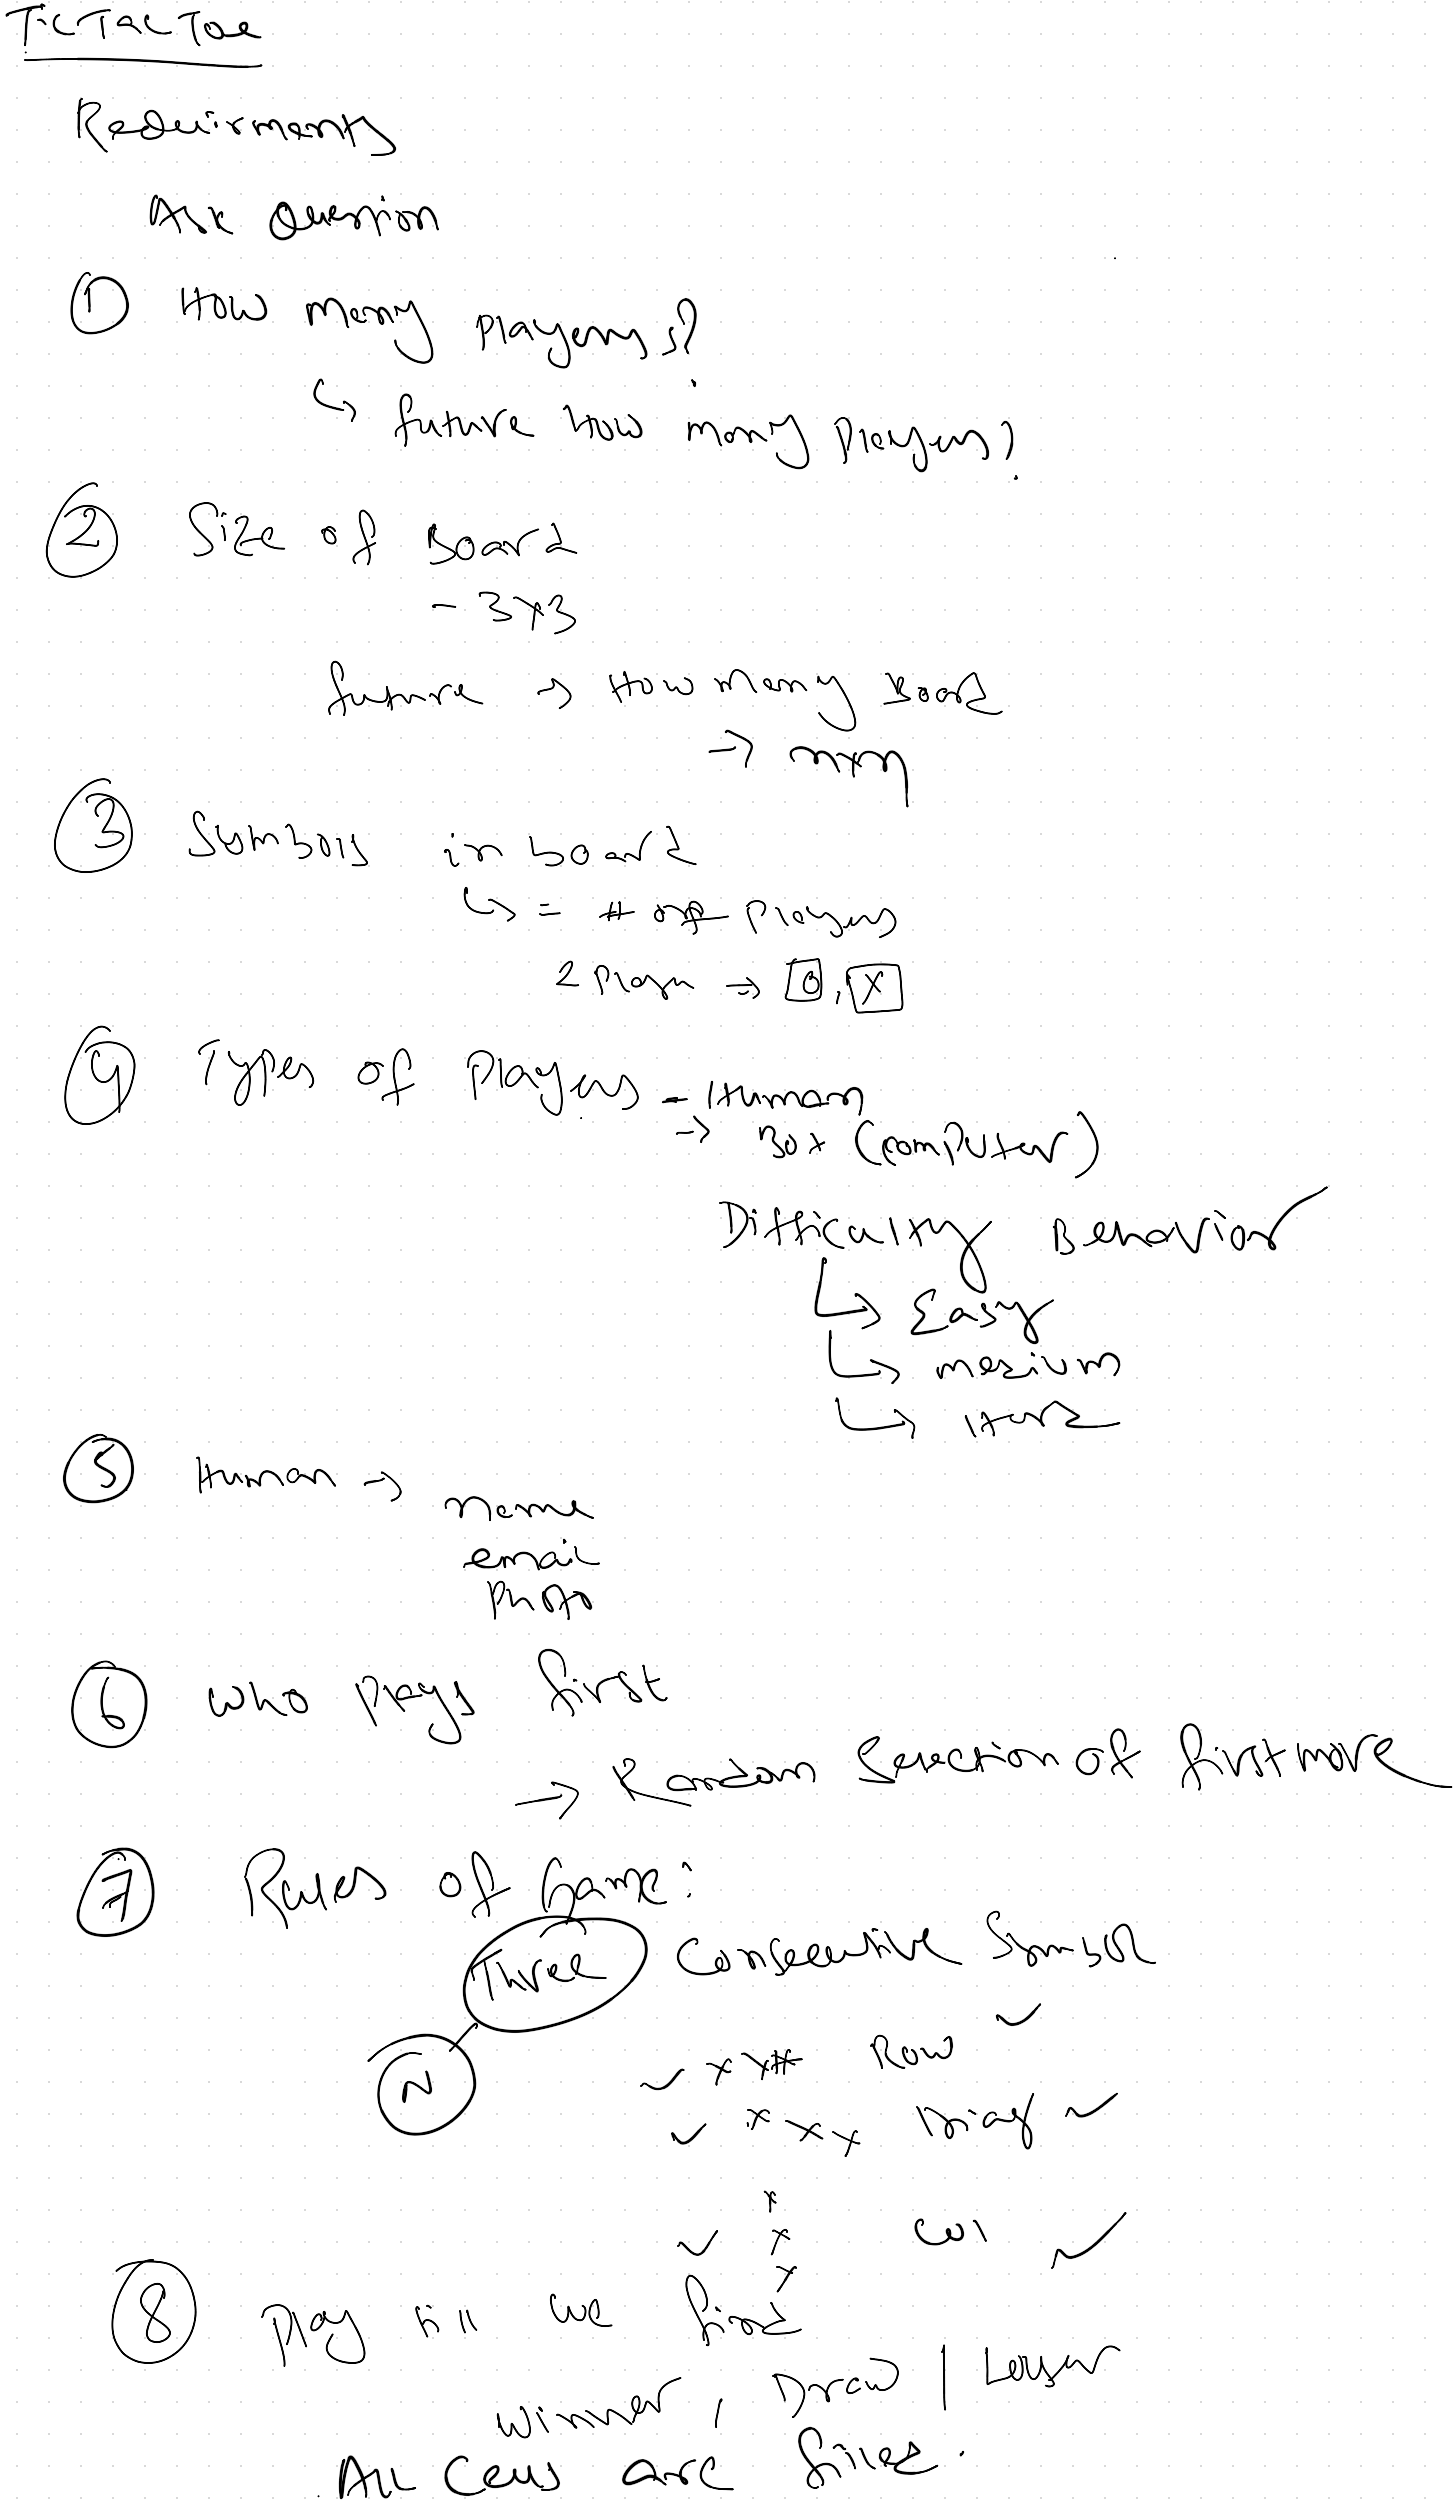 TicTacToe
Requirments
Ask Question
① How many players?
↳ future How many Players?
② Size of Board
- 3x3
future → How many Board
→ nxn
③ Symbols in board
↳ = # of Players
2 Player → O, X
④ Types of Players - Human
→ Bot (computer)
Difficulty Behavior
↳ Easy
↳ medium
↳ Hard
⑤ Human →
name
email
Photo
⑥ who plays first
→ Random Selection of first move
⑦ Rules of Game:
Three Consecutive Symbol
N
✓ x x x Row ✓
✓ x x x Diag ✓
x
✓ x Col ✓
x
⑧ Play till we find
Winner, Draw | Looser
All Cells are filled.